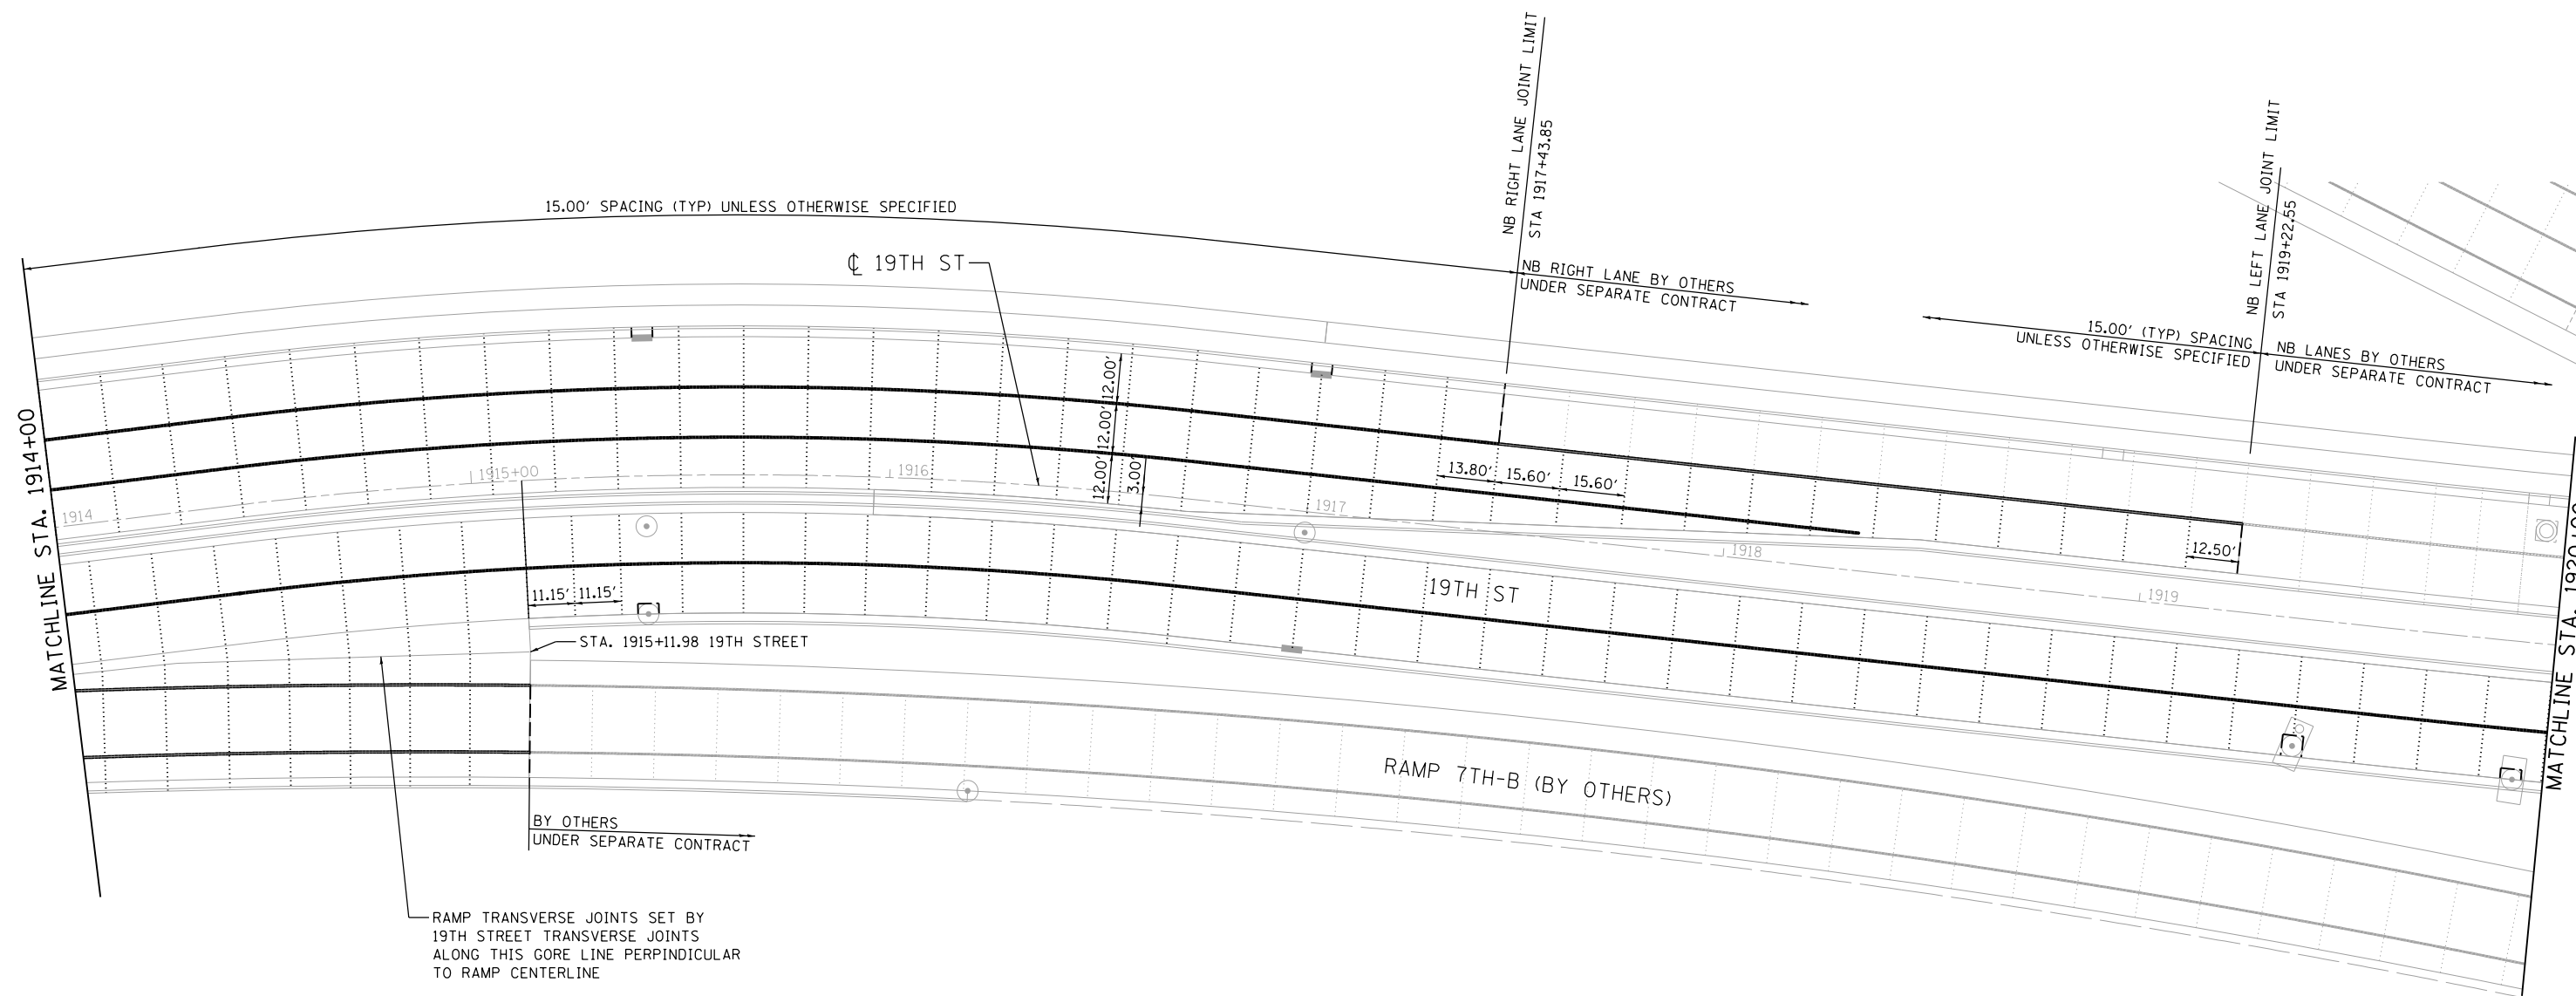 NB RIGHT LANE JOINT LIMIT
STA 1917+43.85
NB LEFT LANE JOINT LIMIT
STA 1919+22.55
15.00' SPACING (TYP) UNLESS OTHERWISE SPECIFIED
℄ 19TH ST
NB RIGHT LANE BY OTHERS
UNDER SEPARATE CONTRACT
15.00' (TYP) SPACING
UNLESS OTHERWISE SPECIFIED
NB LANES BY OTHERS
UNDER SEPARATE CONTRACT
MATCHLINE STA. 1914+00
1914
1915+00
1916
1917
1918
1919
12.00'
12.00'
12.00'
3.00'
13.80'
15.60'
15.60'
12.50'
11.15'
11.15'
19TH ST
STA. 1915+11.98 19TH STREET
RAMP 7TH-B (BY OTHERS)
BY OTHERS
UNDER SEPARATE CONTRACT
RAMP TRANSVERSE JOINTS SET BY
19TH STREET TRANSVERSE JOINTS
ALONG THIS GORE LINE PERPINDICULAR
TO RAMP CENTERLINE
MATCHLINE STA. 1920+00